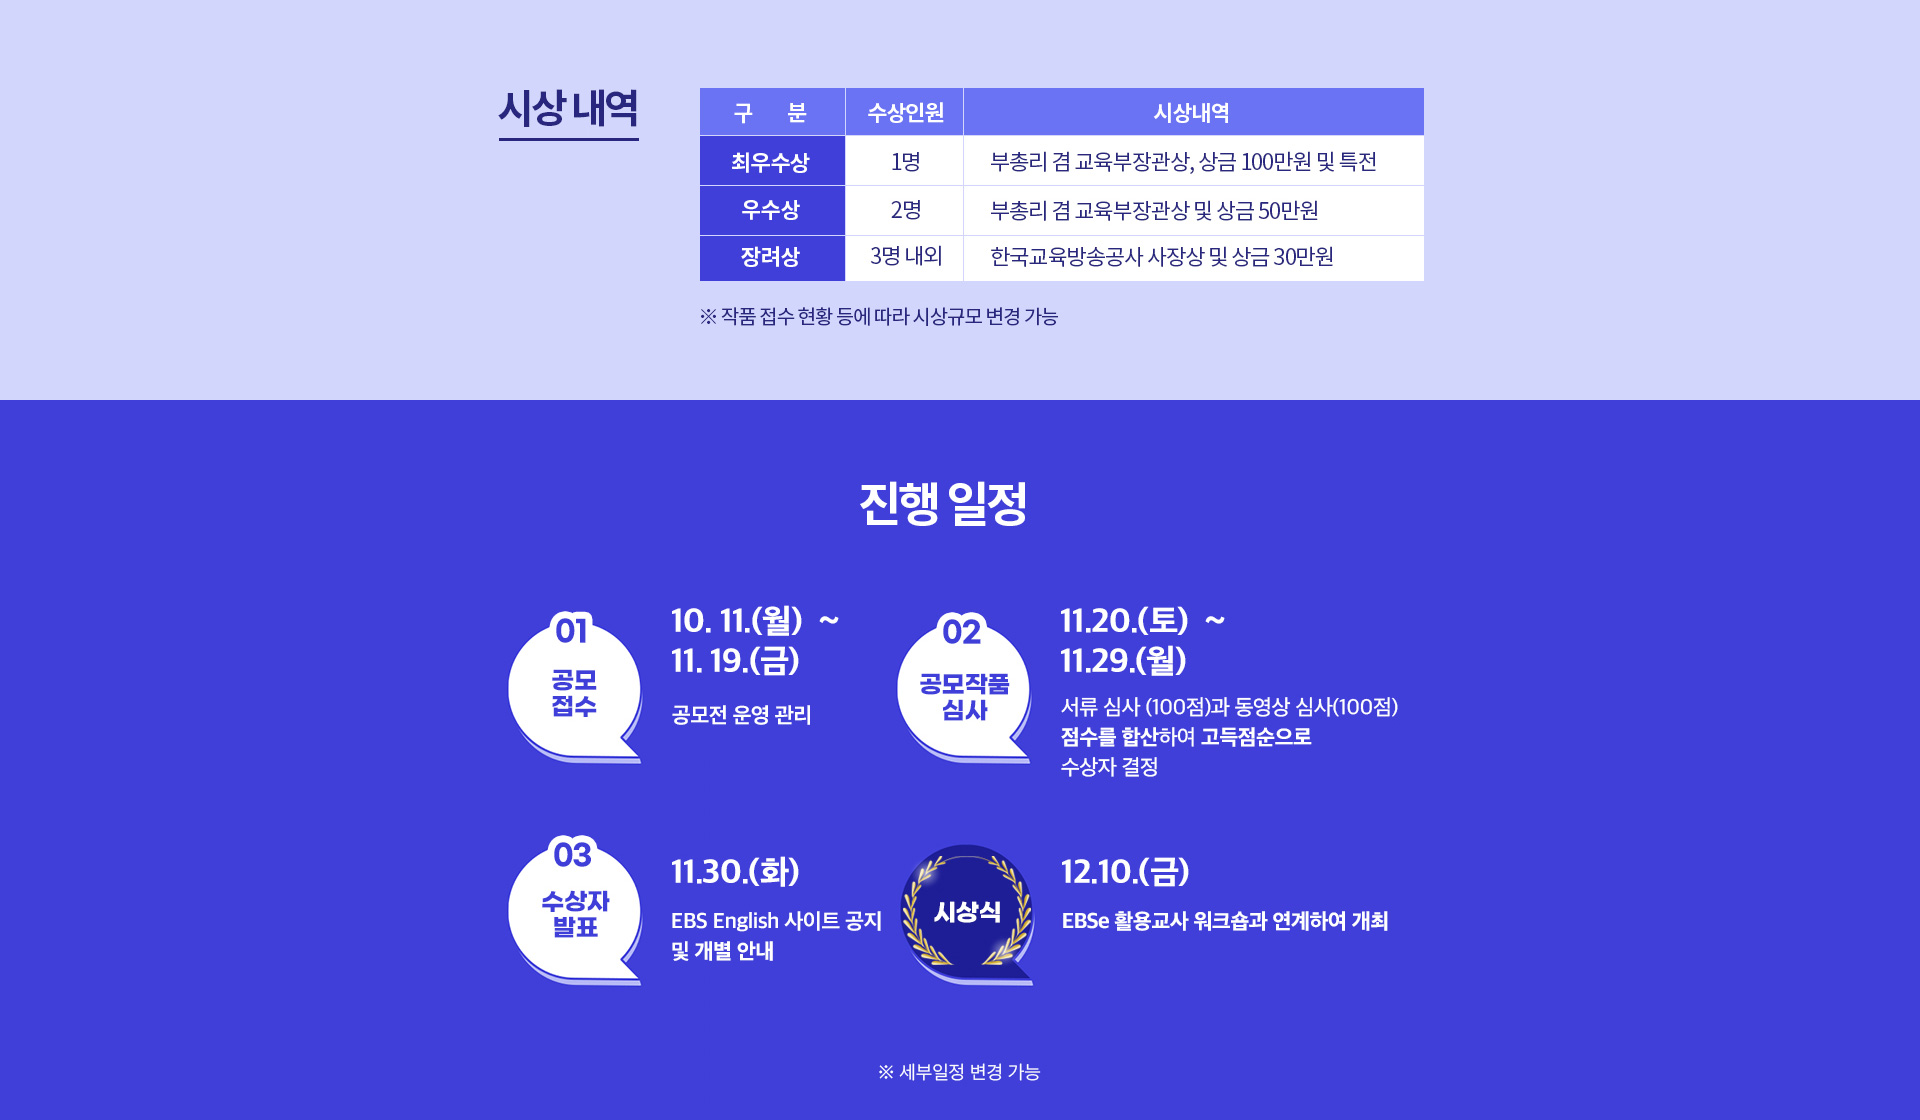 시상 내역
구 분 수상인원 시상내역
최우수상 1명 부총리 겸 교육부장관상, 상금 100만원 및 특전
우수상 2명 부총리 겸 교육부장관상 및 상금 50만원
장려상 3명 내외 한국교육방송공사 사장상 및 상금 30만원
※ 작품 접수 현황 등에 따라 시상규모 변경 가능
진행 일정
01
공모
접수
10. 11.(월) ~
11. 19.(금)
공모전 운영 관리
02
공모작품
심사
11.20.(토) ~
11.29.(월)
서류 심사 (100점)과 동영상 심사(100점)
점수를 합산하여 고득점순으로
수상자 결정
03
수상자
발표
11.30.(화)
EBS English 사이트 공지
및 개별 안내
시상식
12.10.(금)
EBSe 활용교사 워크숍과 연계하여 개최
※ 세부일정 변경 가능